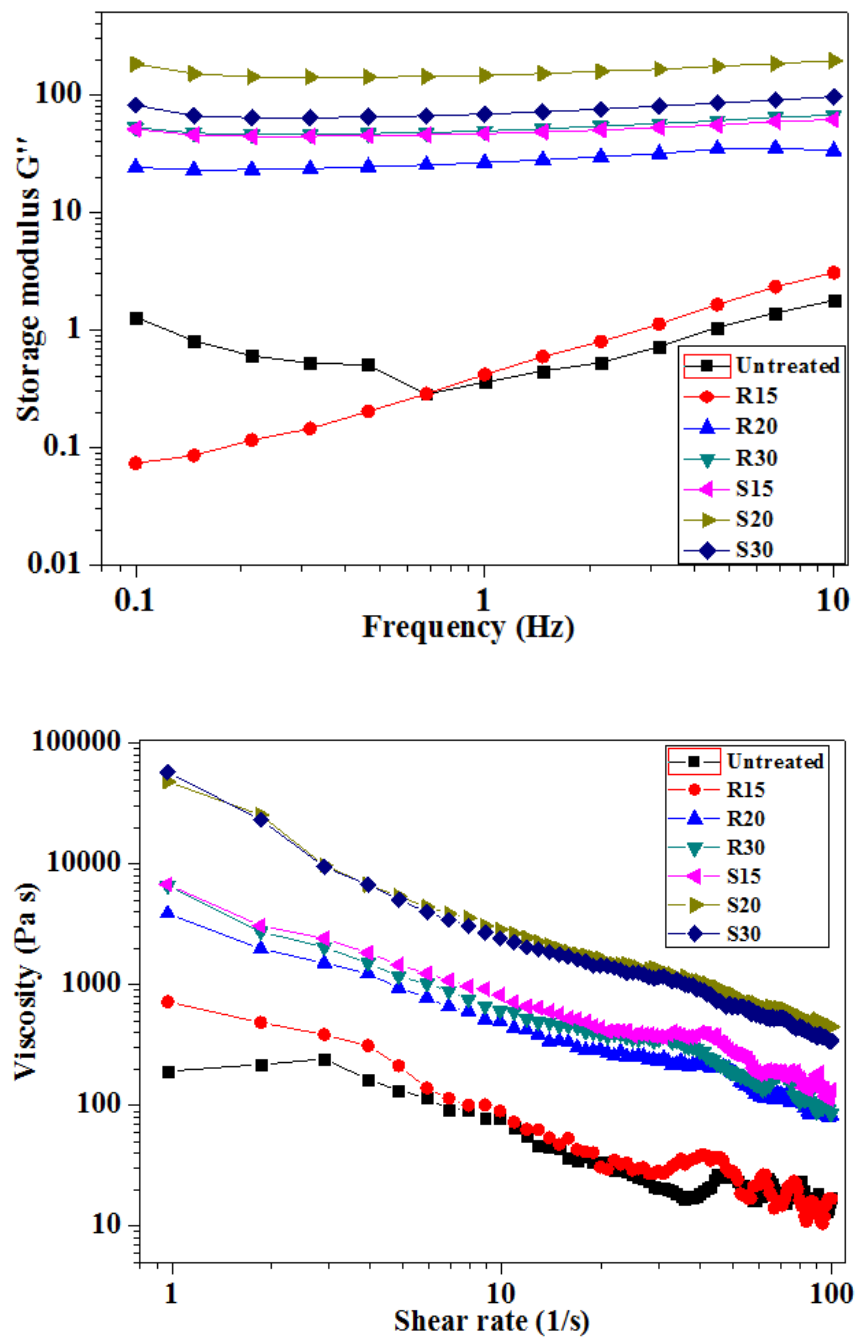 Storage modulus G''
100
10
1
0.1
0.01
0.1
1
10
Frequency (Hz)
Untreated
R15
R20
R30
S15
S20
S30
Viscosity (Pa s)
100000
10000
1000
100
10
1
10
100
Shear rate (1/s)
Untreated
R15
R20
R30
S15
S20
S30